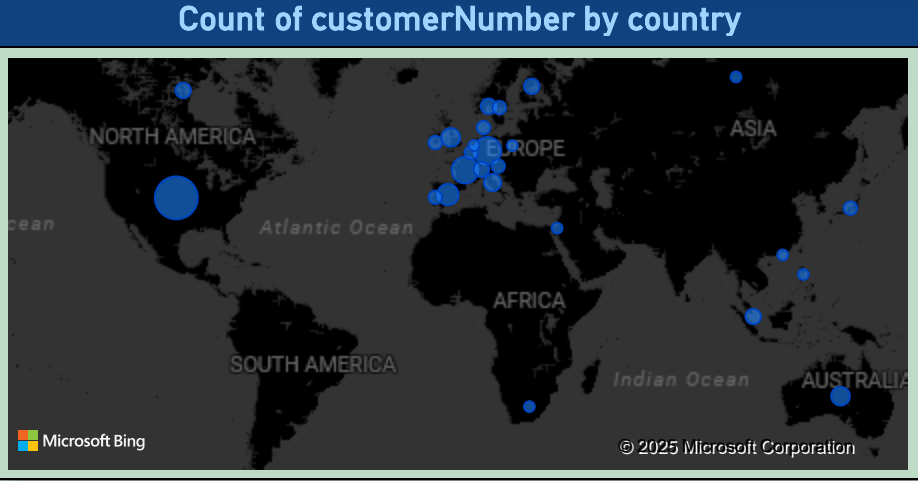 Count of customerNumber by country
NORTH AMERICA
ASIA
EUROPE
cean
Atlantic Ocean
AFRICA
SOUTH AMERICA
Indian Ocean
AUSTRALIA
Microsoft Bing
© 2025 Microsoft Corporation